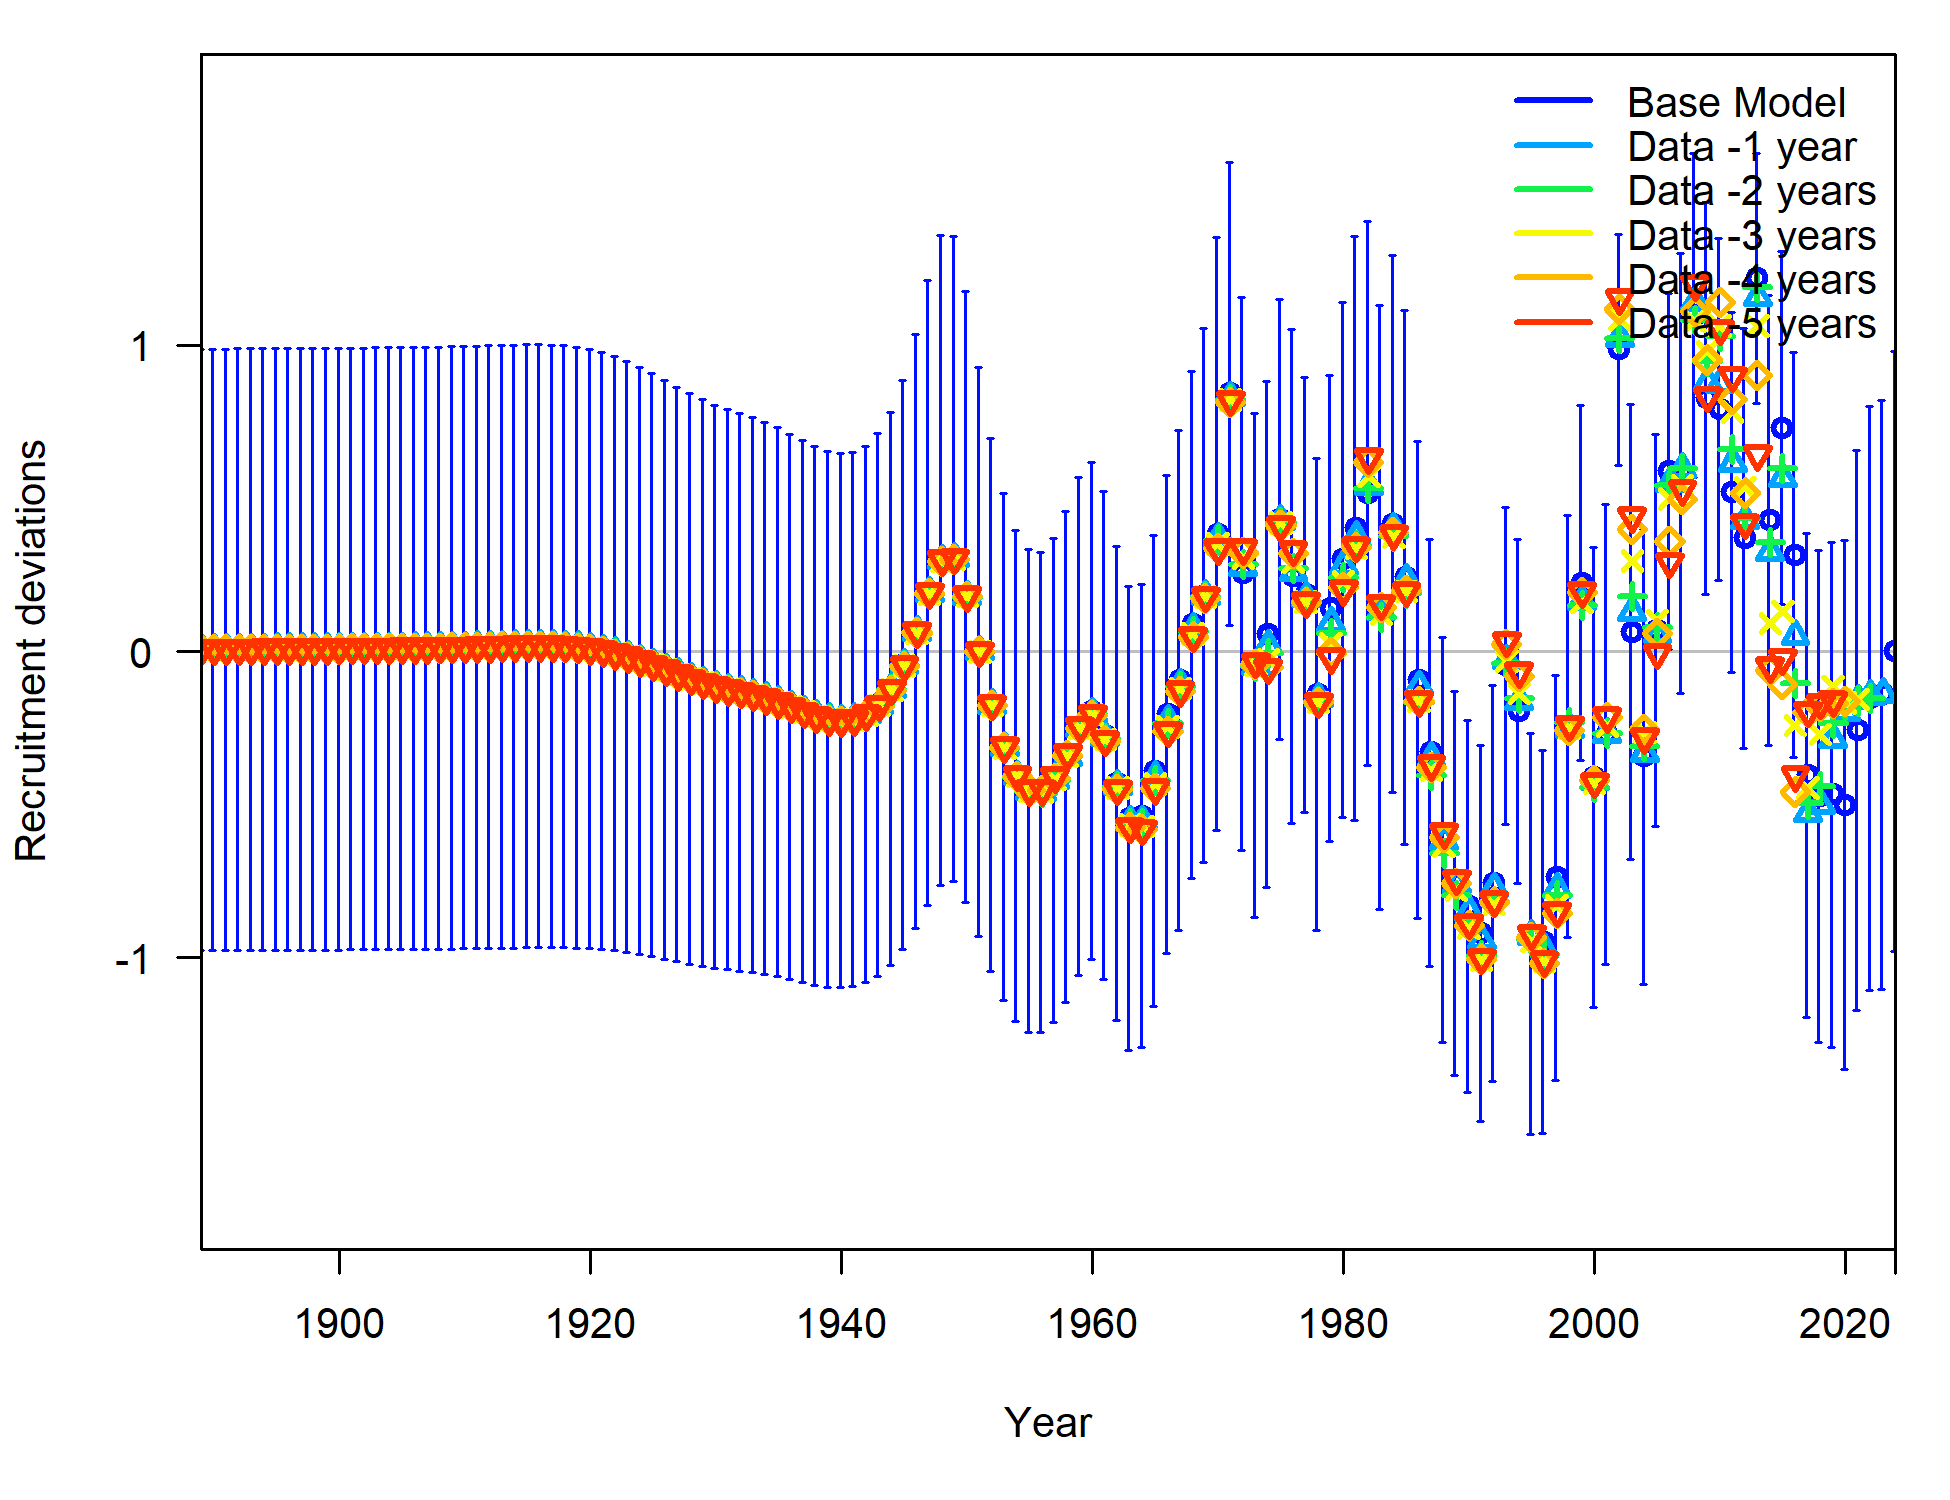 Base Model
Data -1 year
Data -2 years
Data -3 years
Data -4 years
Data -5 years
1
0
-1
Recruitment deviations
1900 1920 1940 1960 1980 2000 2020
Year